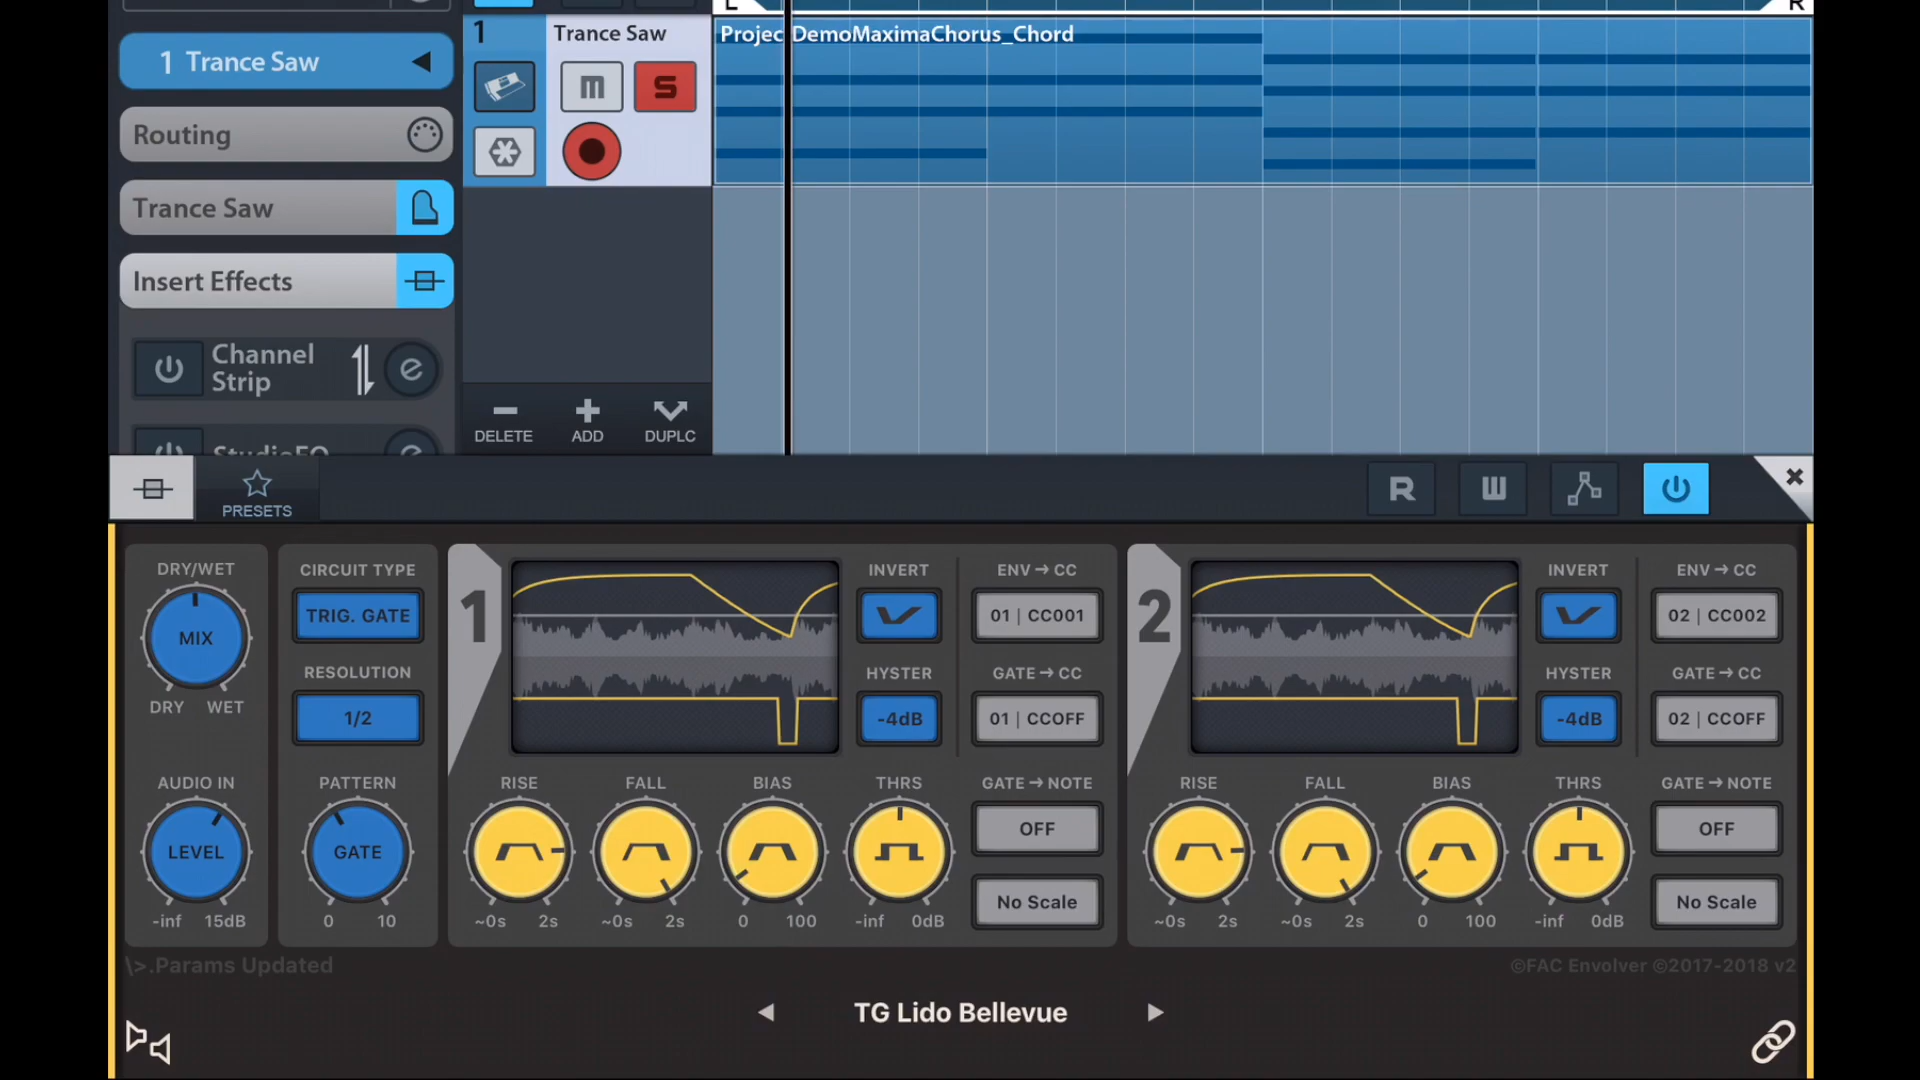 L
R
1 Trance Saw
Routing
Trance Saw
Insert Effects
Channel
Strip
StudioEQ
1
Trance Saw
m
S
Projec DemoMaximaChorus_Chord
DELETE
ADD
DUPLC
PRESETS
R
W
DRY/WET
MIX
DRY WET
AUDIO IN
LEVEL
-inf 15dB
CIRCUIT TYPE
TRIG. GATE
RESOLUTION
1/2
PATTERN
GATE
0 10
1
INVERT
HYSTER
-4dB
ENV→CC
01 | CC001
GATE→CC
01 | CCOFF
RISE
~0s 2s
FALL
~0s 2s
BIAS
0 100
THRS
-inf 0dB
GATE→NOTE
OFF
No Scale
2
INVERT
HYSTER
-4dB
ENV→CC
02 | CC002
GATE→CC
02 | CCOFF
RISE
~0s 2s
FALL
~0s 2s
BIAS
0 100
THRS
-inf 0dB
GATE→NOTE
OFF
No Scale
\>.Params Updated
©FAC Envolver ©2017-2018 v2
TG Lido Bellevue